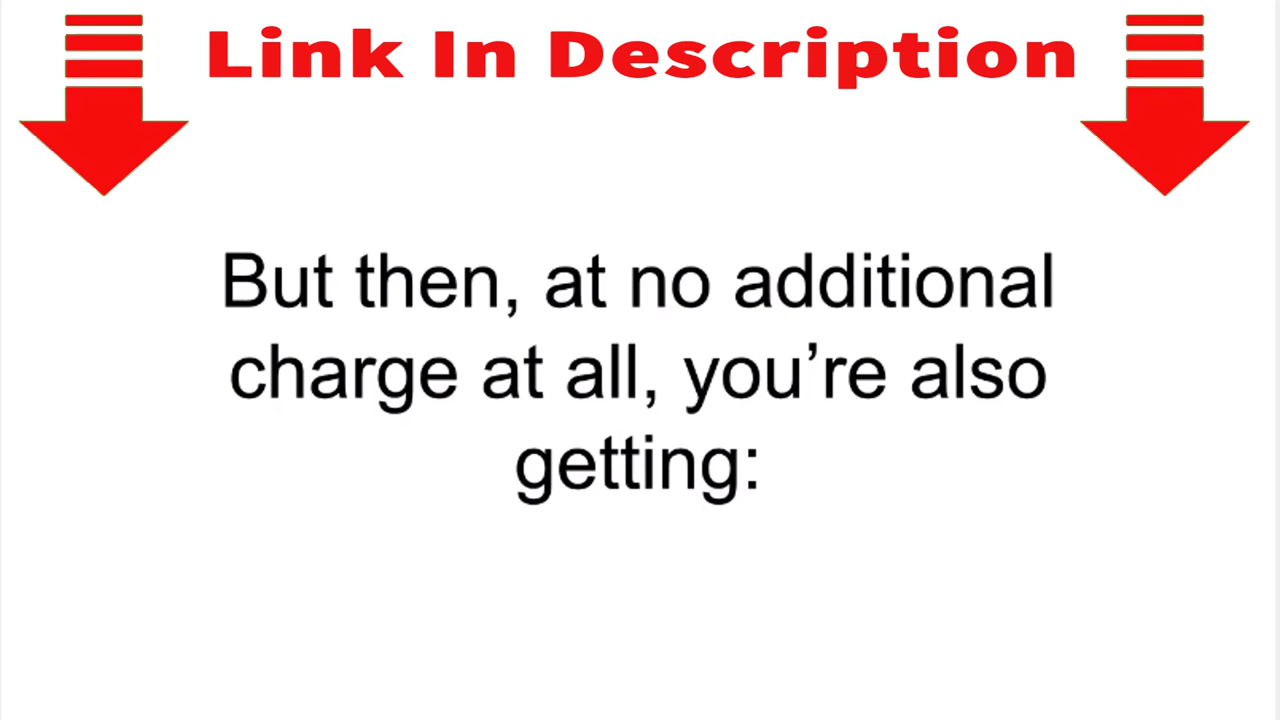 Link In Description
But then, at no additional
charge at all, you’re also
getting: